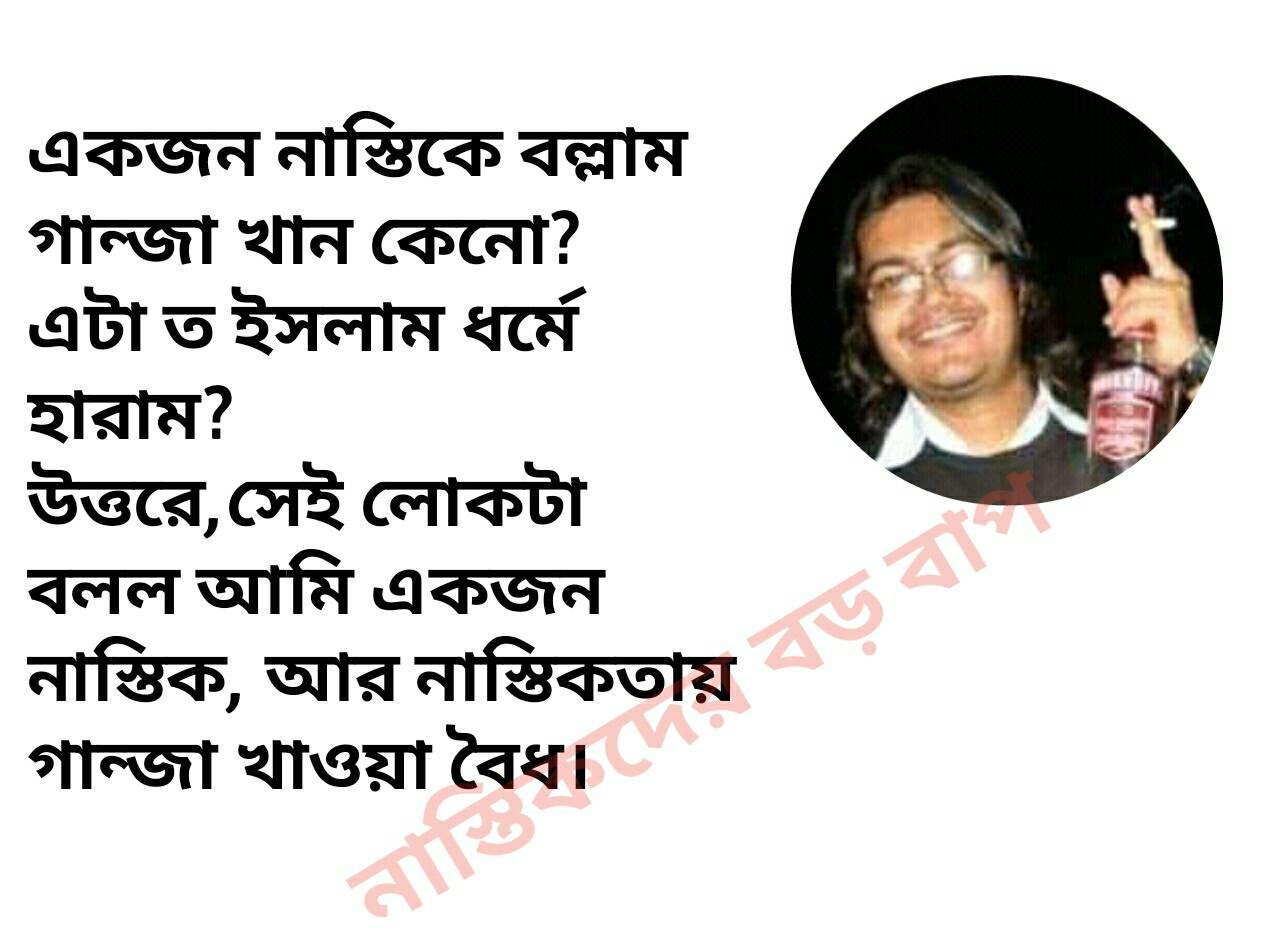 একজন নাস্তিকে বল্লাম
গান্জা খান কেনো?
এটা ত ইসলাম ধর্মে
হারাম?
উত্তরে,সেই লোকটা
বলল আমি একজন
নাস্তিক, আর নাস্তিকতায়
গান্জা খাওয়া বৈধ।
নাস্তিকদের বড় বাপ